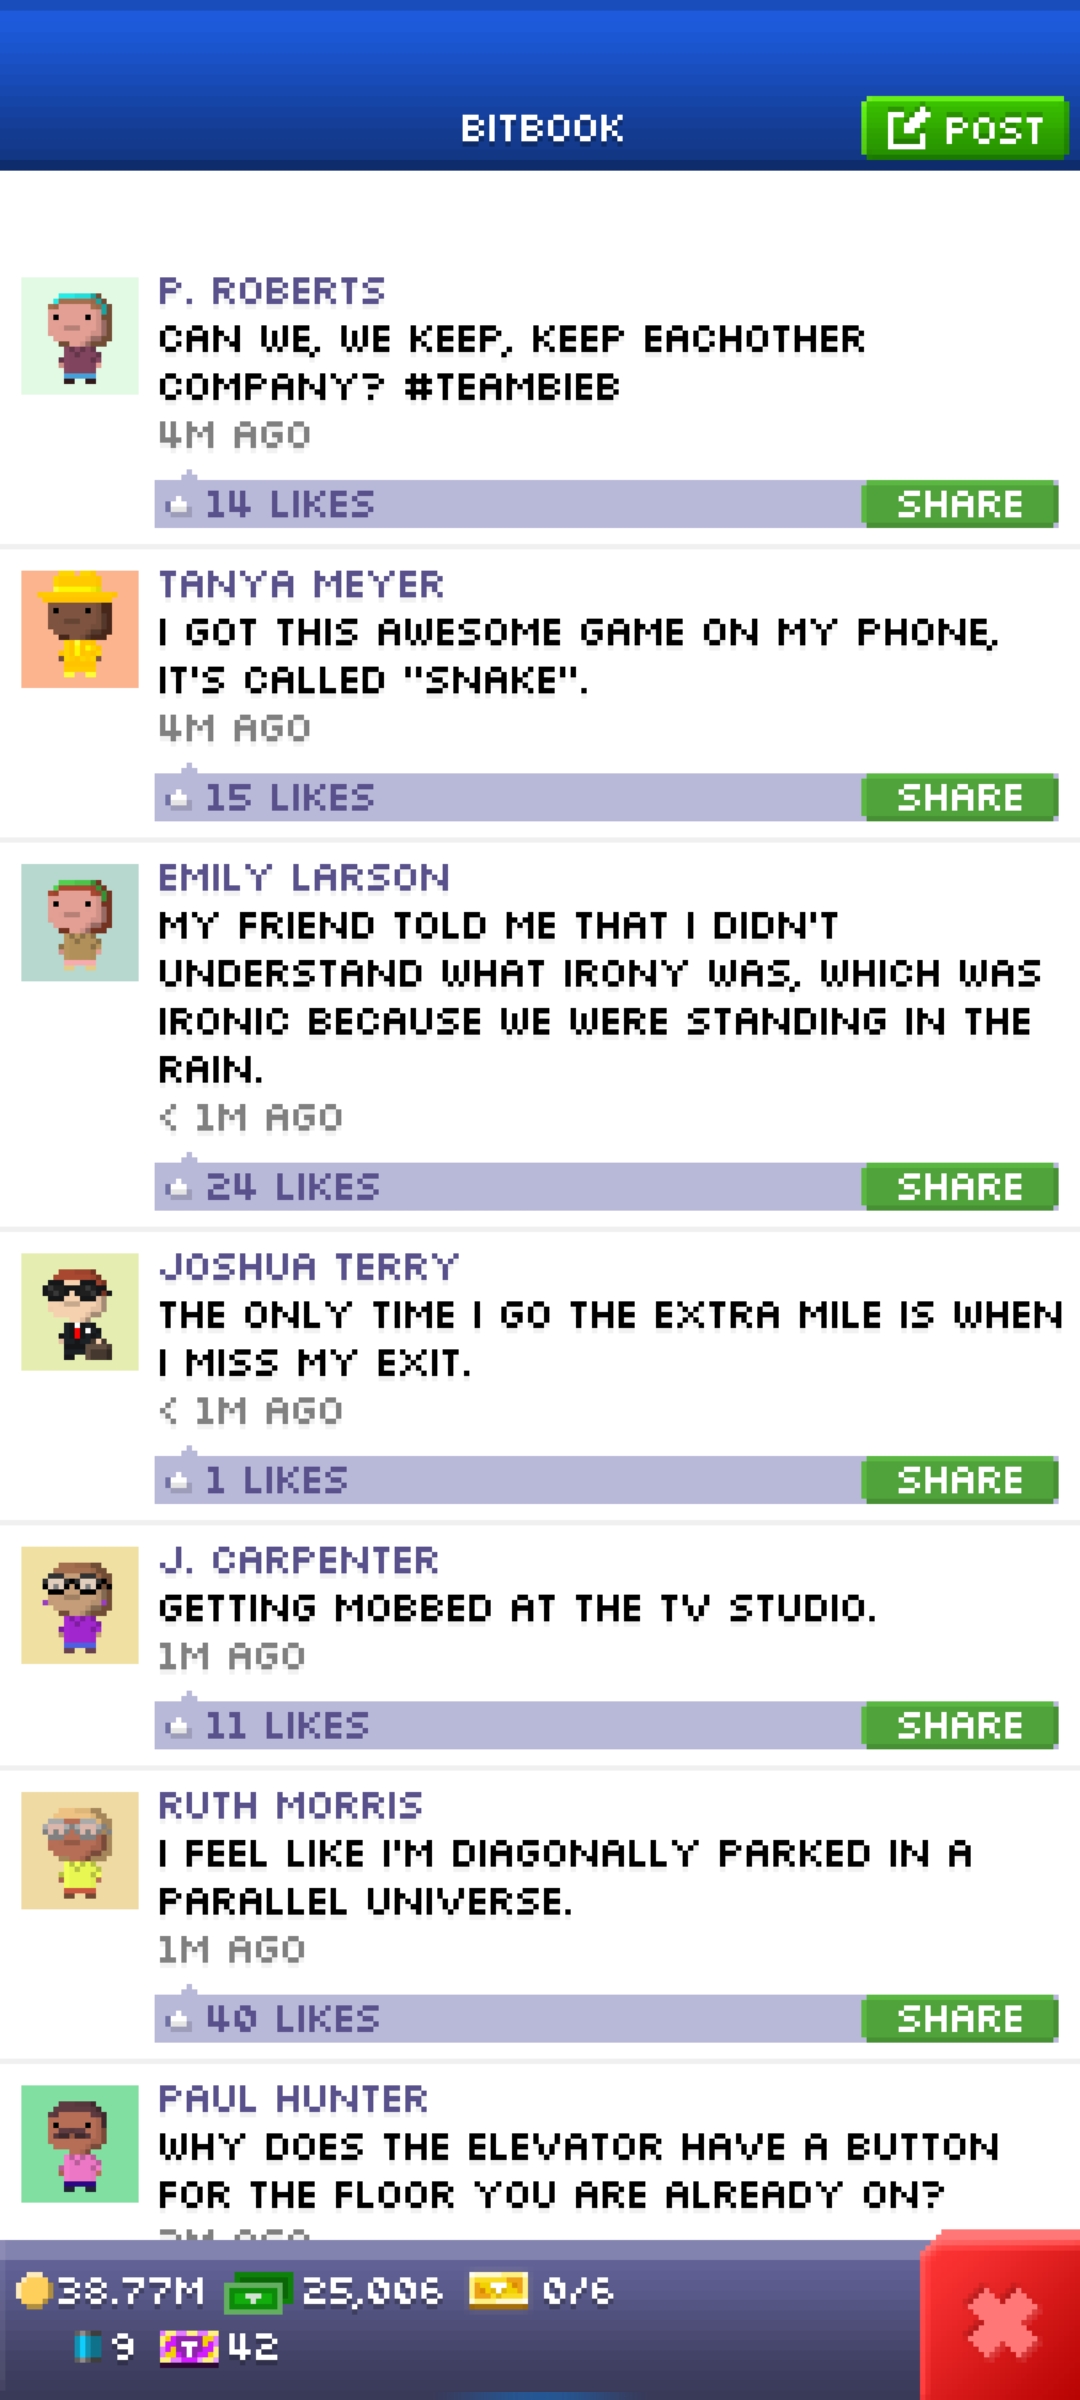 BITBOOK
POST
P. ROBERTS
CAN WE, WE KEEP, KEEP EACHOTHER
COMPANY? #TEAMBIEB
4M AGO
14 LIKES
SHARE
TANYA MEYER
I GOT THIS AWESOME GAME ON MY PHONE,
IT'S CALLED "SNAKE".
4M AGO
15 LIKES
SHARE
EMILY LARSON
MY FRIEND TOLD ME THAT I DIDN'T
UNDERSTAND WHAT IRONY WAS, WHICH WAS
IRONIC BECAUSE WE WERE STANDING IN THE
RAIN.
< 1M AGO
24 LIKES
SHARE
JOSHUA TERRY
THE ONLY TIME I GO THE EXTRA MILE IS WHEN
I MISS MY EXIT.
< 1M AGO
1 LIKES
SHARE
J. CARPENTER
GETTING MOBBED AT THE TV STUDIO.
1M AGO
11 LIKES
SHARE
RUTH MORRIS
I FEEL LIKE I'M DIAGONALLY PARKED IN A
PARALLEL UNIVERSE.
1M AGO
40 LIKES
SHARE
PAUL HUNTER
WHY DOES THE ELEVATOR HAVE A BUTTON
FOR THE FLOOR YOU ARE ALREADY ON?
AGO
38.77M 25,006 0/6
9 T 42